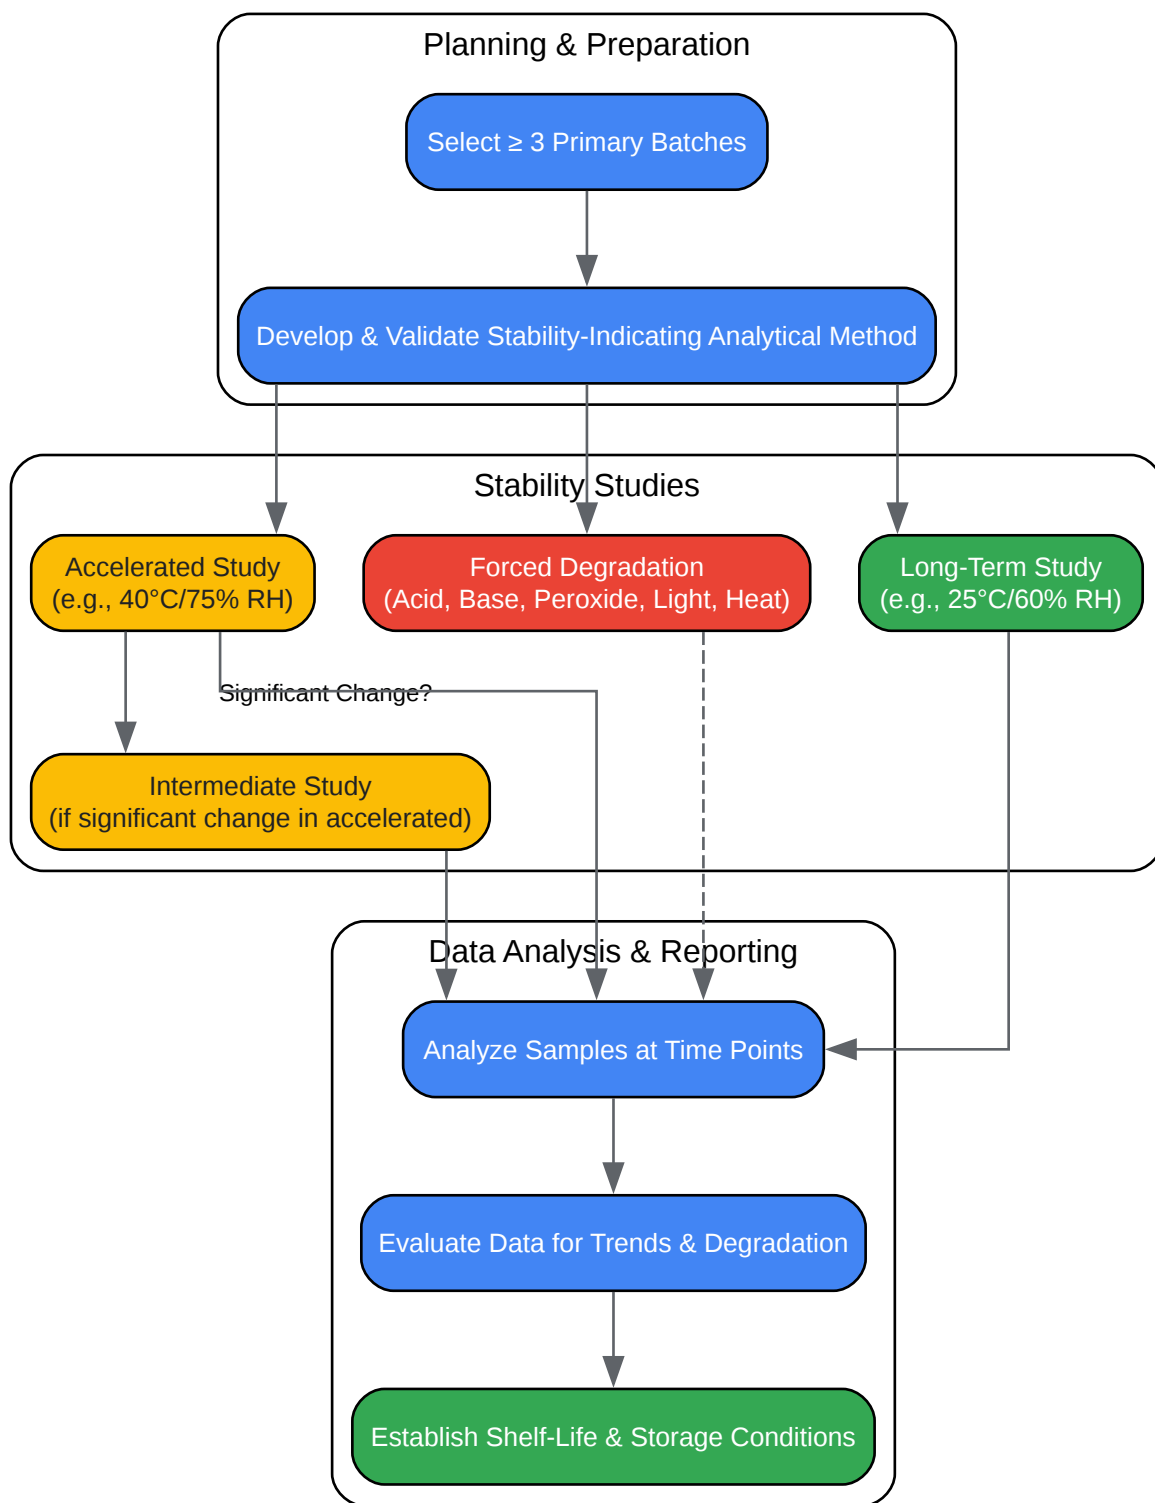 Planning & Preparation
Select ≥ 3 Primary Batches
Develop & Validate Stability-Indicating Analytical Method
Stability Studies
Accelerated Study
(e.g., 40°C/75% RH)
Forced Degradation
(Acid, Base, Peroxide, Light, Heat)
Long-Term Study
(e.g., 25°C/60% RH)
Significant Change?
Intermediate Study
(if significant change in accelerated)
Data Analysis & Reporting
Analyze Samples at Time Points
Evaluate Data for Trends & Degradation
Establish Shelf-Life & Storage Conditions